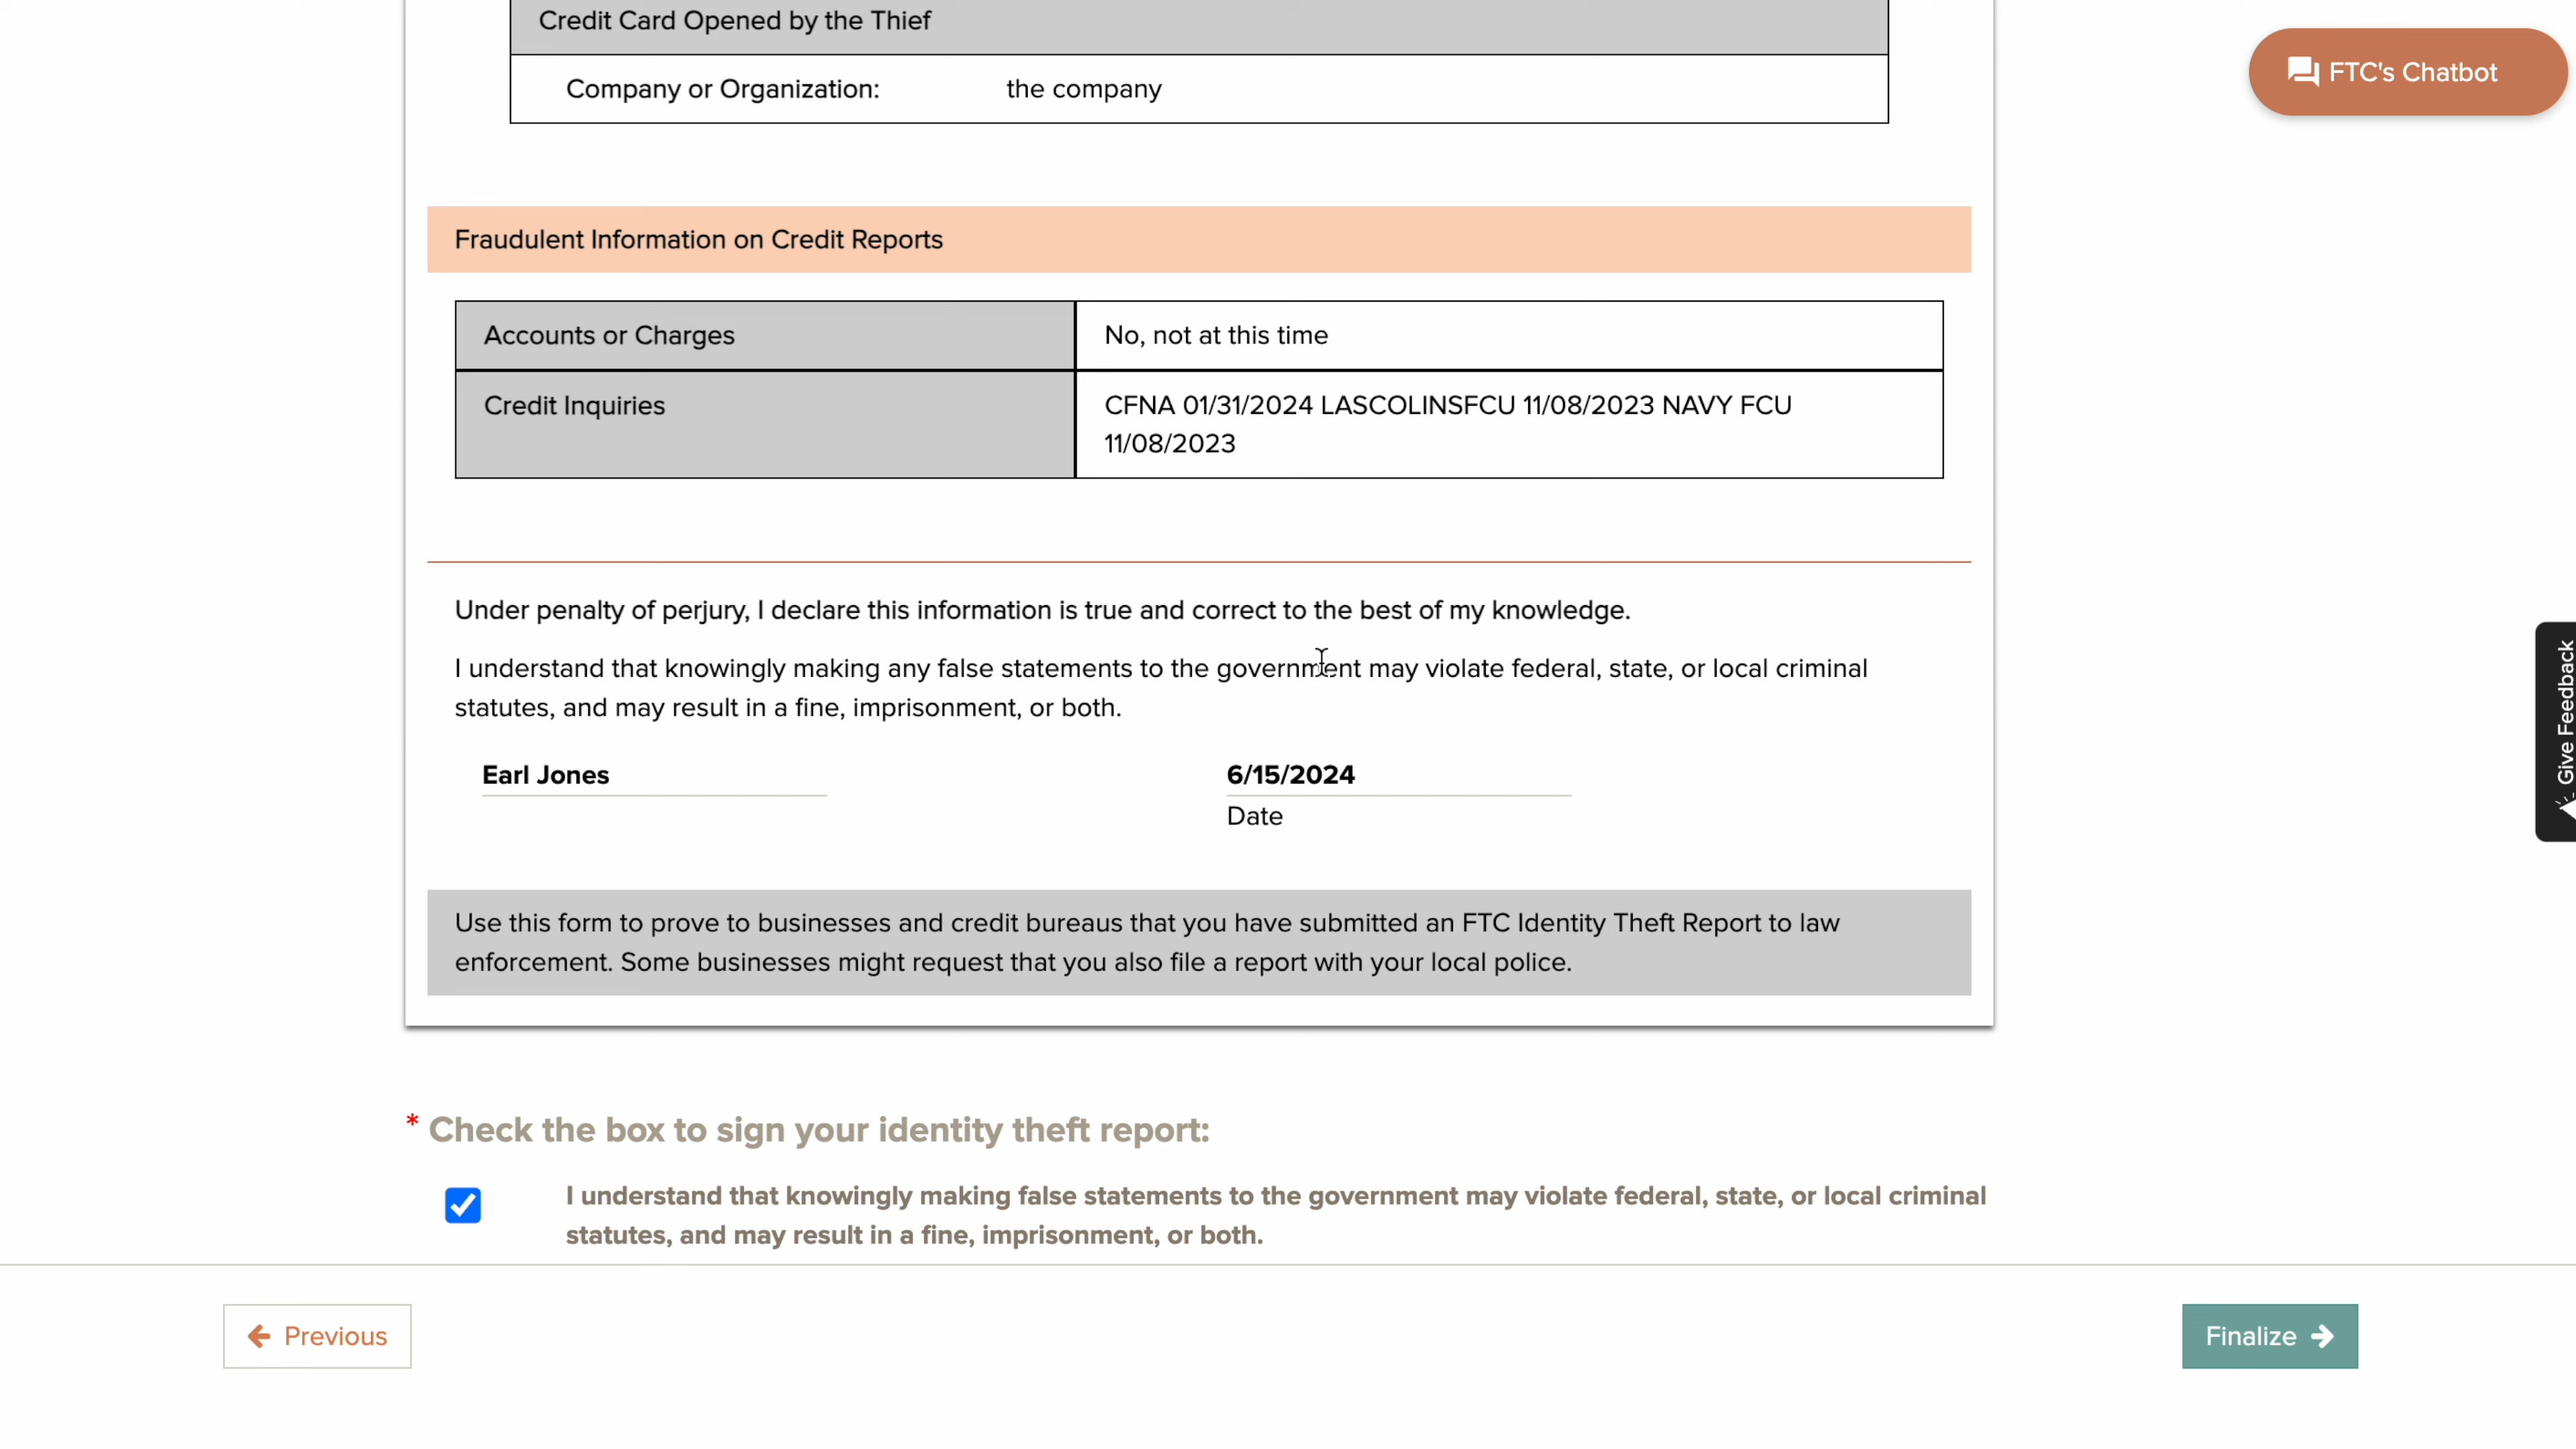 Credit Card Opened by the Thief
Company or Organization: the company
FTC's Chatbot
Fraudulent Information on Credit Reports
Accounts or Charges No, not at this time
Credit Inquiries CFNA 01/31/2024 LASCOLINSFCU 11/08/2023 NAVY FCU
11/08/2023
Under penalty of perjury, I declare this information is true and correct to the best of my knowledge.
I understand that knowingly making any false statements to the government may violate federal, state, or local criminal
statutes, and may result in a fine, imprisonment, or both.
Earl Jones 6/15/2024
Date
Give Feedback
Use this form to prove to businesses and credit bureaus that you have submitted an FTC Identity Theft Report to law
enforcement. Some businesses might request that you also file a report with your local police.
* Check the box to sign your identity theft report:
I understand that knowingly making false statements to the government may violate federal, state, or local criminal
statutes, and may result in a fine, imprisonment, or both.
Previous
Finalize